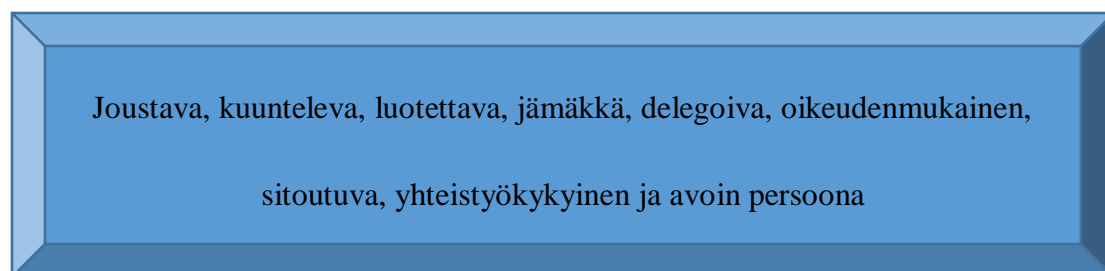 Joustava, kuunteleva, luotettava, jämäkkä, delegoiva, oikeudenmukainen,
sitoutuva, yhteistyökykyinen ja avoin persoona